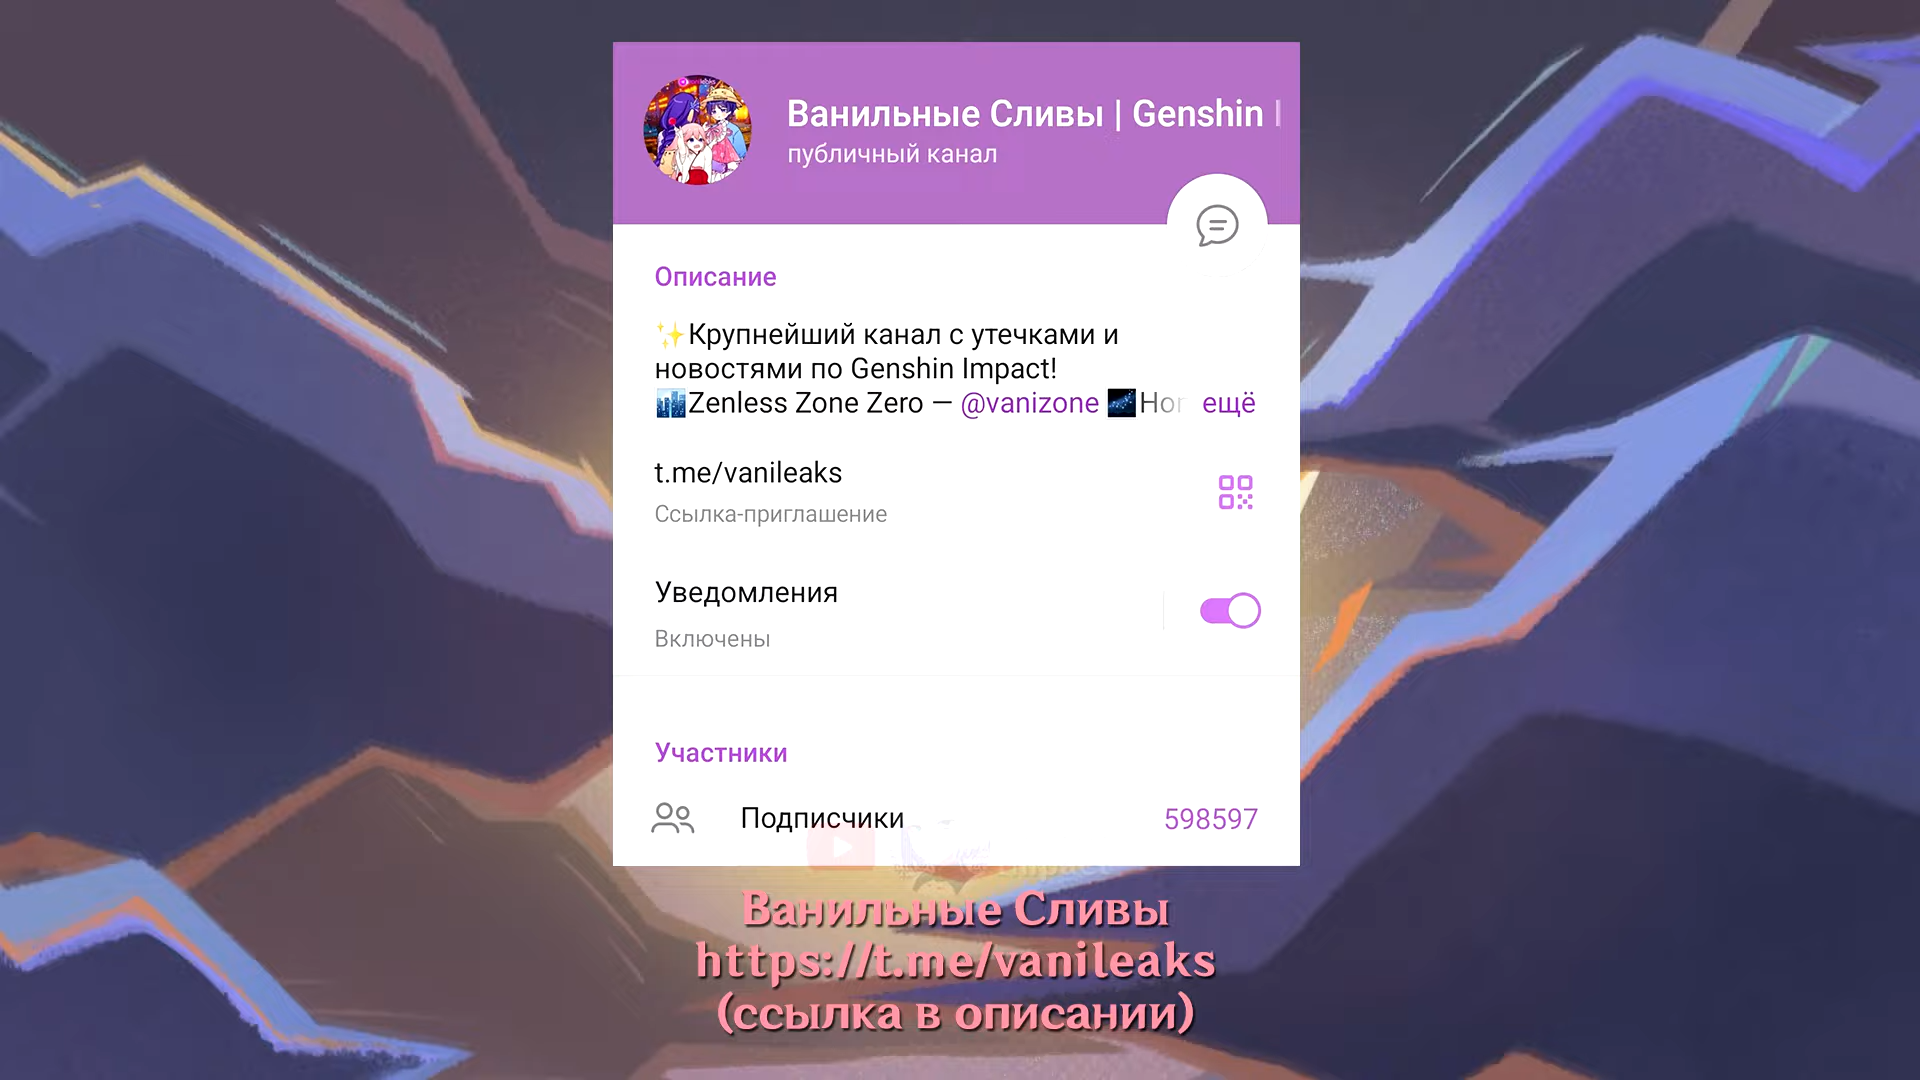 Ванильные Сливы | Genshin
публичный канал
Описание
✨Крупнейший канал с утечками и
новостями по Genshin Impact!
🏙Zenless Zone Zero — @vanizone 🌌Hon ещё
t.me/vanileaks
Ссылка-приглашение
Уведомления
Включены
Участники
Подписчики 598597
Ванильные Сливы
https://t.me/vanileaks
(ссылка в описании)